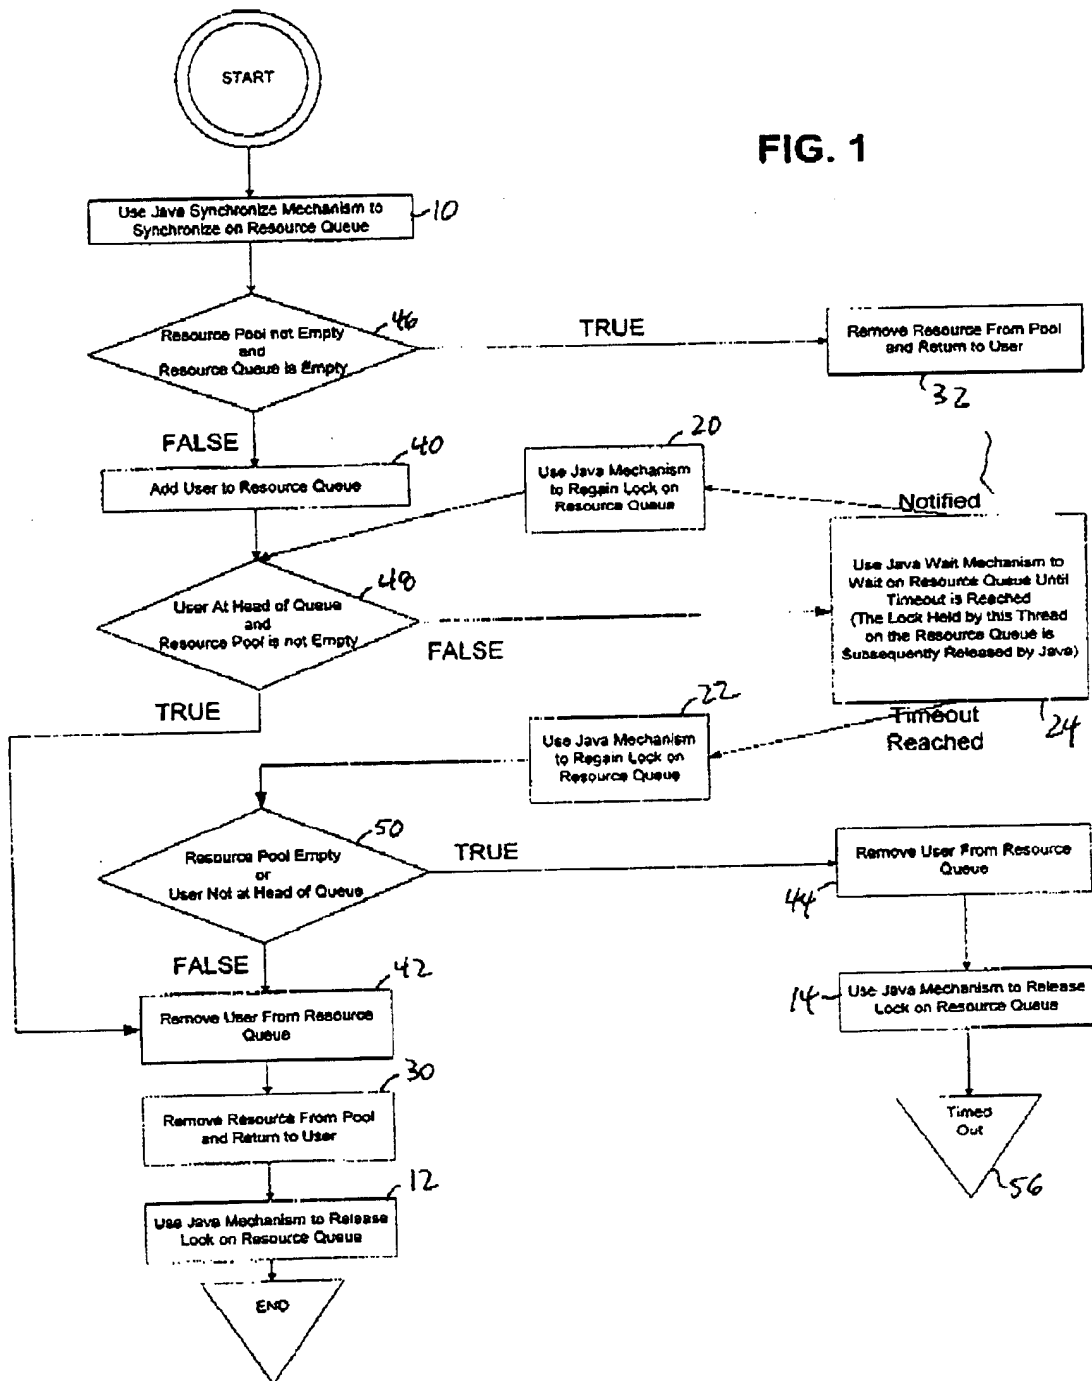 START
FIG. 1
Use Java Synchronize Mechanism to
Synchronize on Resource Queue
10
Resource Pool not Empty
and
Resource Queue is Empty
46
TRUE
Remove Resource From Pool
and Return to User
32
FALSE
40
Add User to Resource Queue
20
Use Java Mechanism
to Regain Lock on
Resource Queue
Notified
48
User At Head of Queue
and
Resource Pool is not Empty
FALSE
Use Java Wait Mechanism to
Wait on Resource Queue Until
Timeout is Reached
(The Lock Held by this Thread
on the Resource Queue is
Subsequently Released by Java)
24
TRUE
22
Use Java Mechanism
to Regain Lock on
Resource Queue
Timeout
Reached
50
Resource Pool Empty
or
User Not at Head of Queue
TRUE
Remove User From Resource
Queue
44
FALSE
42
Remove User From Resource
Queue
14
Use Java Mechanism to Release
Lock on Resource Queue
30
Remove Resource From Pool
and Return to User
Timed
Out
56
12
Use Java Mechanism to Release
Lock on Resource Queue
END